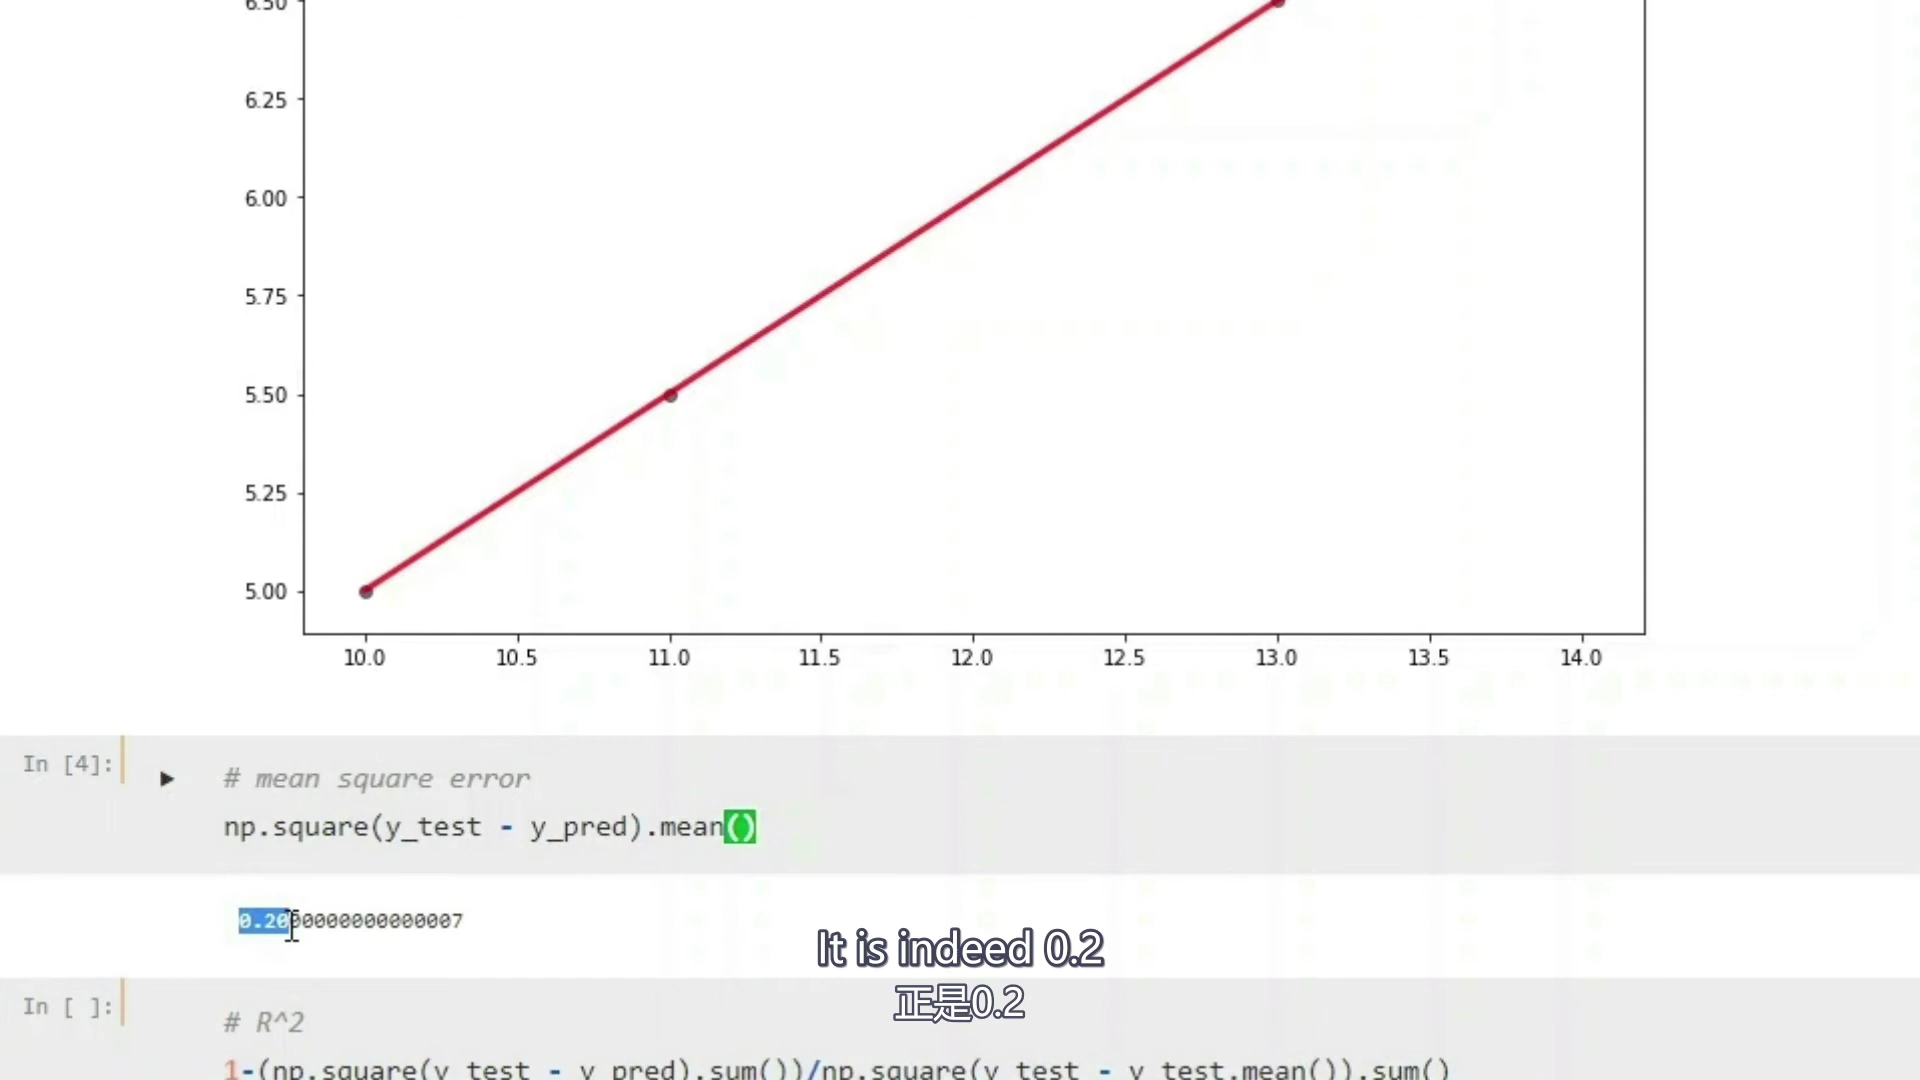 6.50
6.25
6.00
5.75
5.50
5.25
5.00
10.0 10.5 11.0 11.5 12.0 12.5 13.0 13.5 14.0
In [4]:
# mean square error
np.square(y_test - y_pred).mean()
0.20000000000000007
It is indeed 0.2
正是0.2
In [ ]:
# R^2
1-(np.square(y_test - y_pred).sum())/np.square(y_test - y_test.mean()).sum()